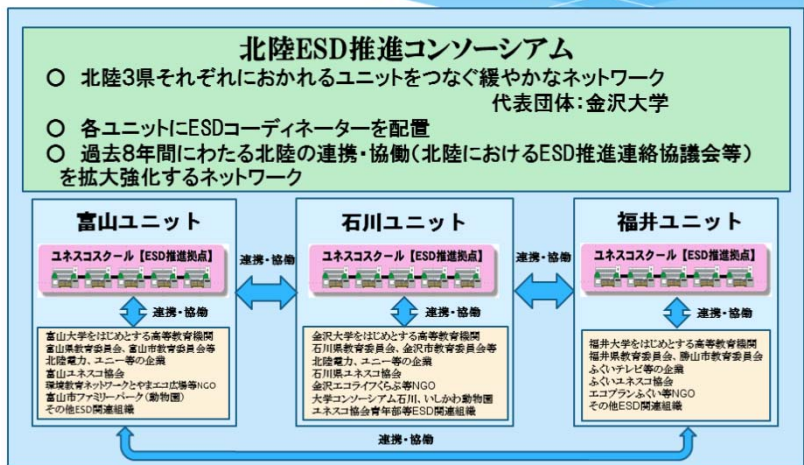 北陸ESD推進コンソーシアム
○ 北陸3県それぞれにおかれるユニットをつなぐ緩やかなネットワーク
代表団体:金沢大学
○ 各ユニットにESDコーディネーターを配置
○ 過去8年間にわたる北陸の連携・協働(北陸におけるESD推進連絡協議会等)
を拡大強化するネットワーク
富山ユニット
ユネスコスクール【ESD推進拠点】
連携・協働
富山大学をはじめとする高等教育機関
富山県教育委員会、富山市教育委員会等
北陸電力、ユニー等の企業
富山ユネスコ協会
環境教育ネットワークとやまエコ広場等NGO
富山市ファミリーパーク(動物園)
その他ESD関連組織
連携・協働
石川ユニット
ユネスコスクール【ESD推進拠点】
連携・協働
金沢大学をはじめとする高等教育機関
石川県教育委員会、金沢市教育委員会等
北陸電力、ユニー等の企業
石川県ユネスコ協会
金沢エコライフくらぶ等NGO
大学コンソーシアム石川、いしかわ動物園
ユネスコ協会青年部等ESD関連組織
連携・協働
福井ユニット
ユネスコスクール【ESD推進拠点】
連携・協働
福井大学をはじめとする高等教育機関
福井県教育委員会、勝山市教育委員会
ふくいテレビ等の企業
ふくいユネスコ協会
エコプランふくい等NGO
その他ESD関連組織
連携・協働